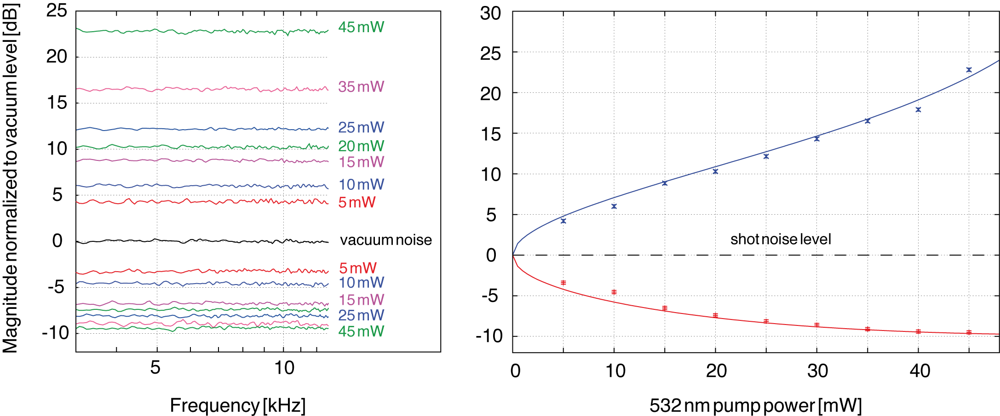 Magnitude normalized to vacuum level [dB]
25
20
15
10
5
0
-5
-10
45 mW
35 mW
25 mW
20 mW
15 mW
10 mW
5 mW
vacuum noise
5 mW
10 mW
15 mW
25 mW
45 mW
5
10
Frequency [kHz]
30
25
20
15
10
5
0
-5
-10
shot noise level
0
10
20
30
40
532 nm pump power [mW]